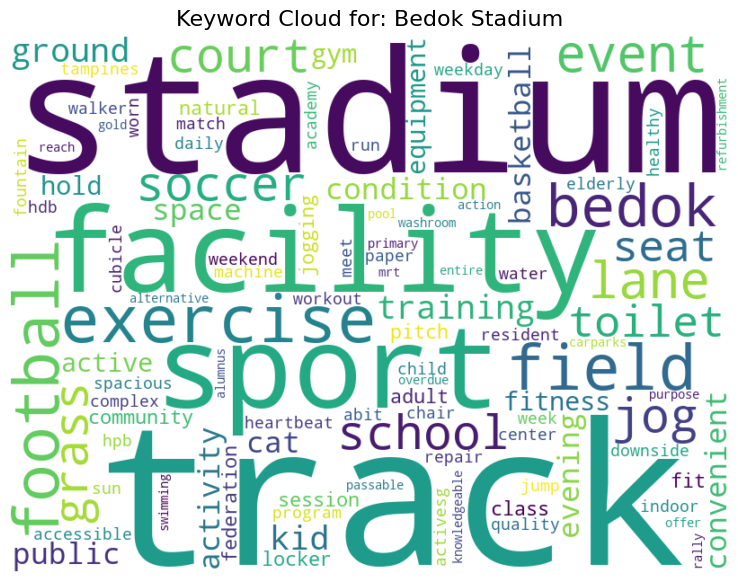 Keyword Cloud for: Bedok Stadium
ground
court
gym
event
tampines
weekday
stadium
walker
gold
worn
natural
match
daily
academy
run
equipment
basketball
healthy
refurbishment
reach
fountain
hold
hdb
soccer
space
condition
elderly
bedok
facility
jogging
pool
washroom
action
seat
cubicle
weekend
machine
meet
primary
paper
mrt
entire
water
lane
football
alternative
workout
exercise
training
pitch
resident
toilet
carparks
sport
active
spacious
complex
alumnus
child
overdue
adult
field
fitness
purpose
grass
community
heartbeat
abit
chair
week
jog
hpb
cat
school
center
evening
downside
convenient
track
repair
sun
swimming
activity
federation
session
program
passable
activesg
knowledgeable
jump
class
quality
fit
indoor
offer
accessible
public
kid
locker
rally